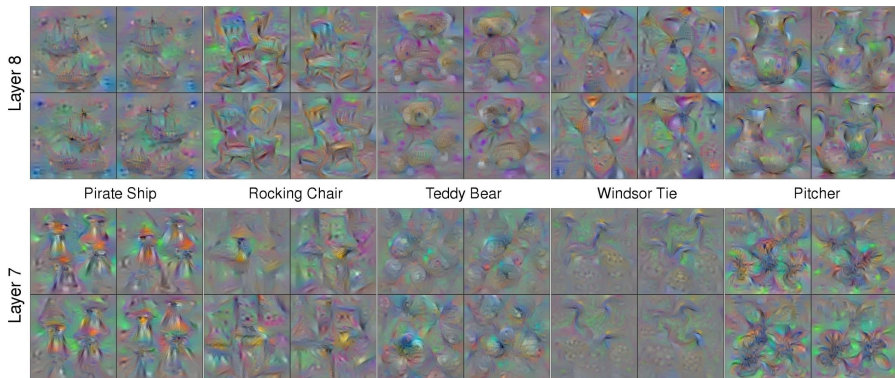 Layer 8
Pirate Ship
Rocking Chair
Teddy Bear
Windsor Tie
Pitcher
Layer 7